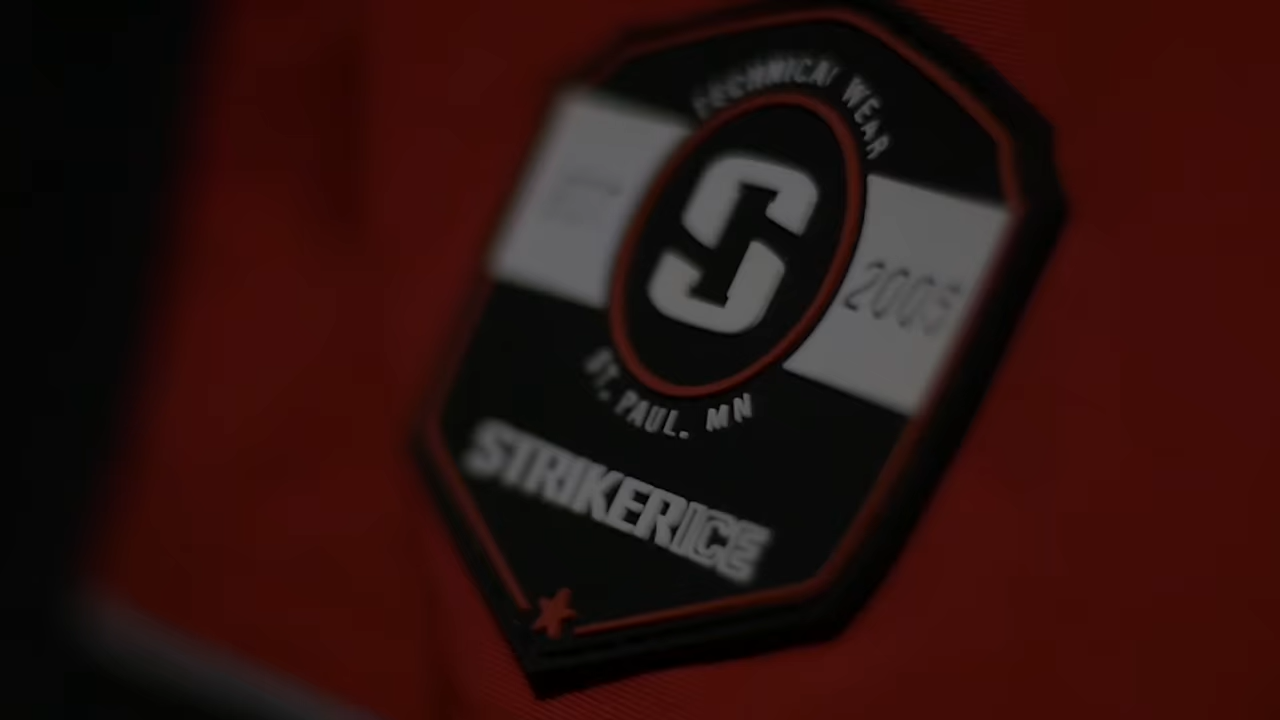 TECHNICAL WEAR
S
2005
ST. PAUL. MN
STRIKERICE